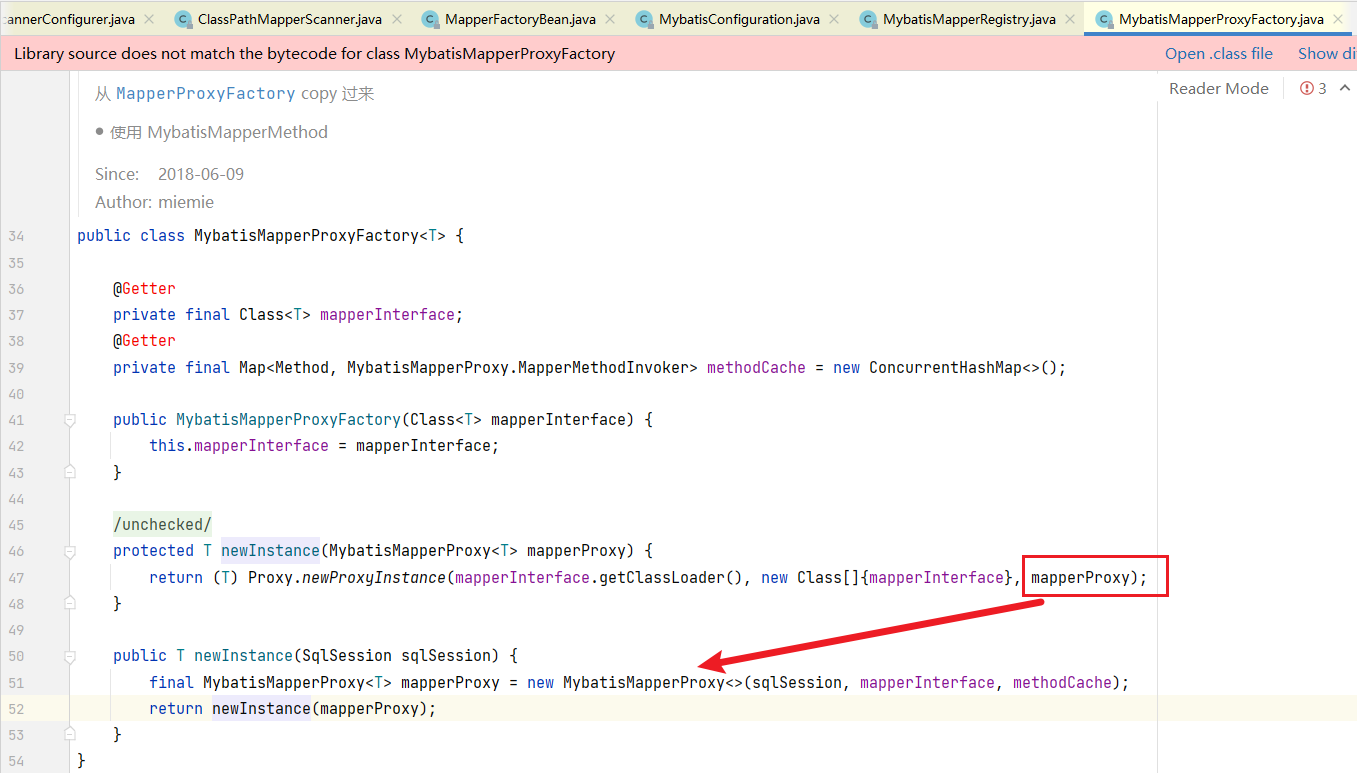 cannerConfigurer.java ClassPathMapperScanner.java MapperFactoryBean.java MybatisConfiguration.java MybatisMapperRegistry.java MybatisMapperProxyFactory.java
Library source does not match the bytecode for class MybatisMapperProxyFactory Open .class file Show di
Reader Mode 3
从 MapperProxyFactory copy 过来
• 使用 MybatisMapperMethod
Since: 2018-06-09
Author: miemie
34 public class MybatisMapperProxyFactory<T> {
35
36 @Getter
37 private final Class<T> mapperInterface;
38 @Getter
39 private final Map<Method, MybatisMapperProxy.MapperMethodInvoker> methodCache = new ConcurrentHashMap<>();
40
41 public MybatisMapperProxyFactory(Class<T> mapperInterface) {
42 this.mapperInterface = mapperInterface;
43 }
44
45 /unchecked/
46 protected T newInstance(MybatisMapperProxy<T> mapperProxy) {
47 return (T) Proxy.newProxyInstance(mapperInterface.getClassLoader(), new Class[]{mapperInterface}, mapperProxy);
48 }
49
50 public T newInstance(SqlSession sqlSession) {
51 final MybatisMapperProxy<T> mapperProxy = new MybatisMapperProxy<>(sqlSession, mapperInterface, methodCache);
52 return newInstance(mapperProxy);
53 }
54 }